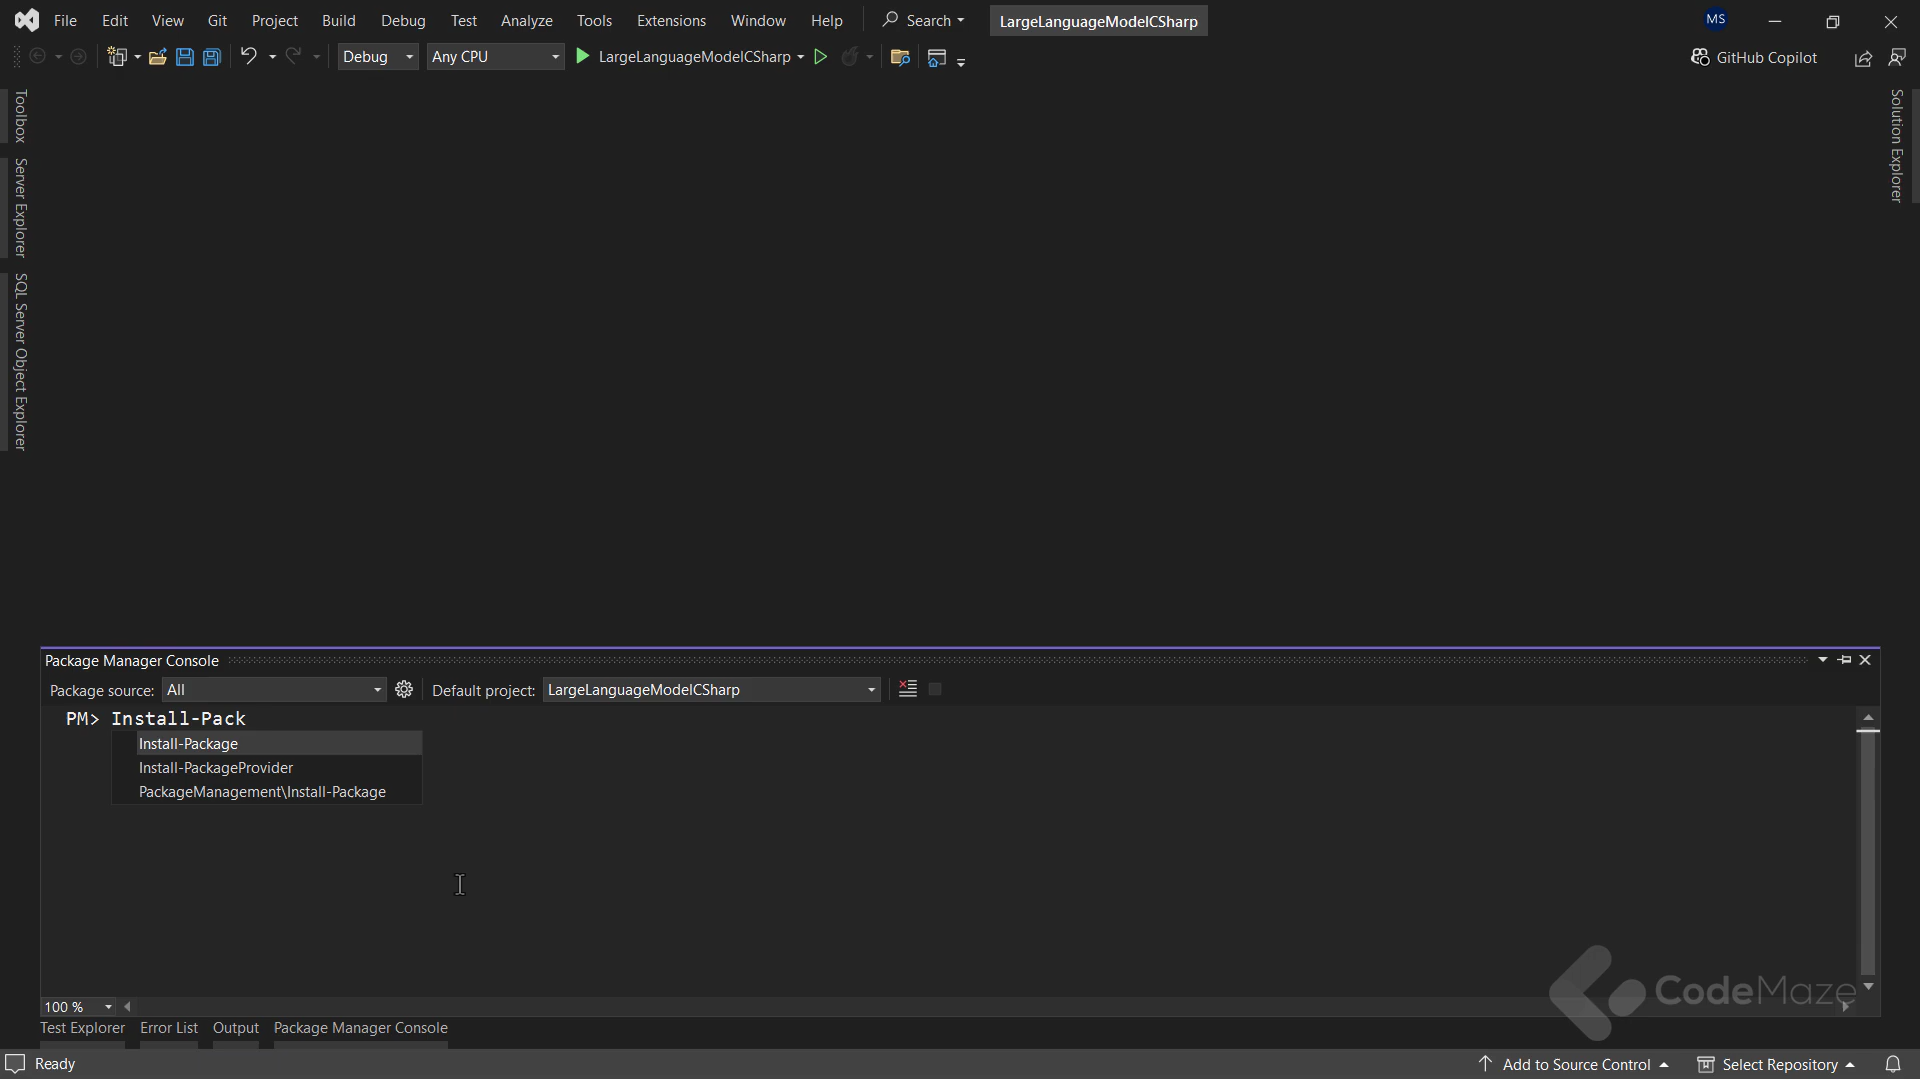 File Edit View Git Project Build Debug Test Analyze Tools Extensions Window Help Search LargeLanguageModelCSharp MS
Debug Any CPU LargeLanguageModelCSharp GitHub Copilot
Toolbox
Server Explorer
SQL Server Object Explorer
Solution Explorer
Package Manager Console
Package source: All Default project: LargeLanguageModelCSharp
PM> Install-Pack
Install-Package
Install-PackageProvider
PackageManagement\Install-Package
CodeMaze
100 %
Test Explorer Error List Output Package Manager Console
Ready Add to Source Control Select Repository